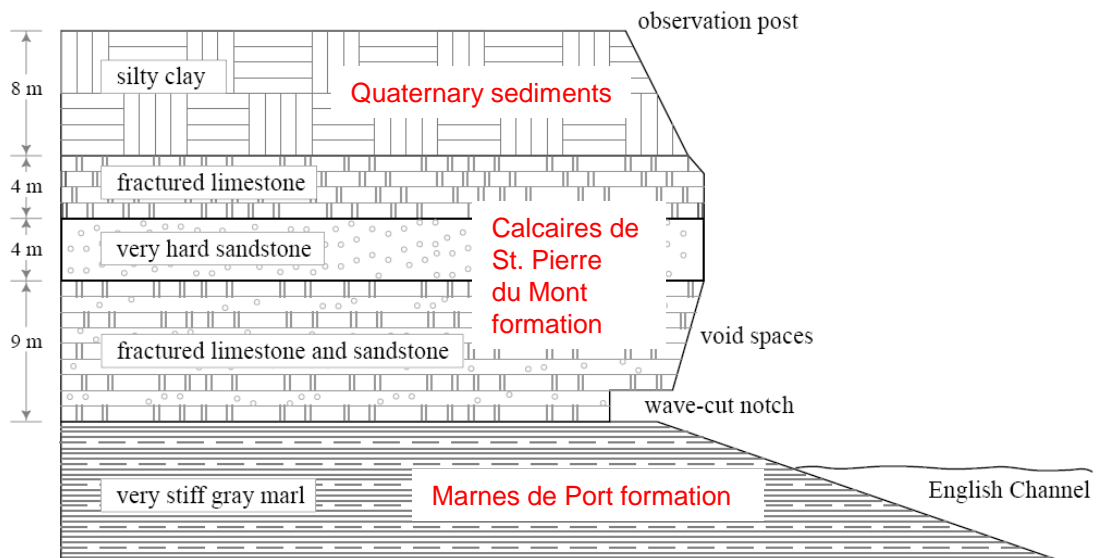 observation post
8 m
silty clay
Quaternary sediments
4 m
fractured limestone
4 m
very hard sandstone
Calcaires de
St. Pierre
du Mont
formation
9 m
fractured limestone and sandstone
void spaces
wave-cut notch
very stiff gray marl
Marnes de Port formation
English Channel